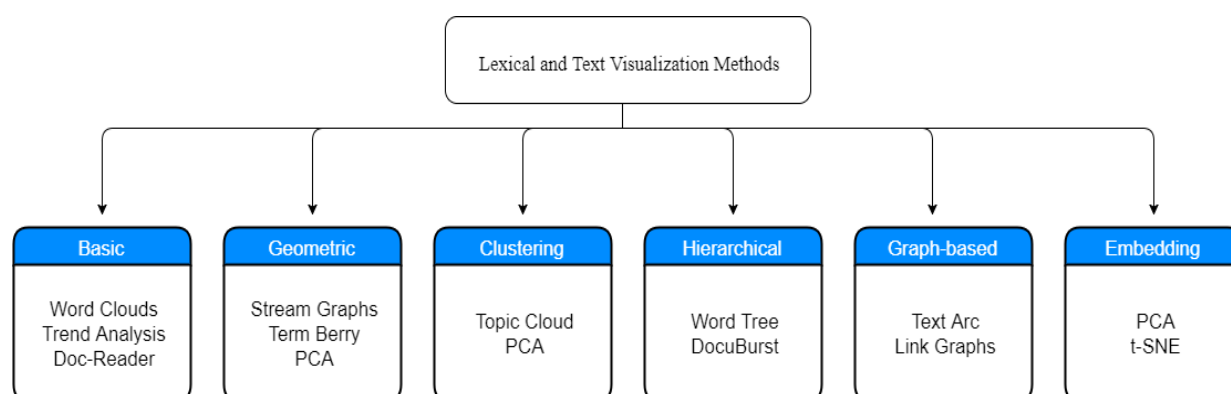 Lexical and Text Visualization Methods
Basic
Word Clouds
Trend Analysis
Doc-Reader
Geometric
Stream Graphs
Term Berry
PCA
Clustering
Topic Cloud
PCA
Hierarchical
Word Tree
DocuBurst
Graph-based
Text Arc
Link Graphs
Embedding
PCA
t-SNE